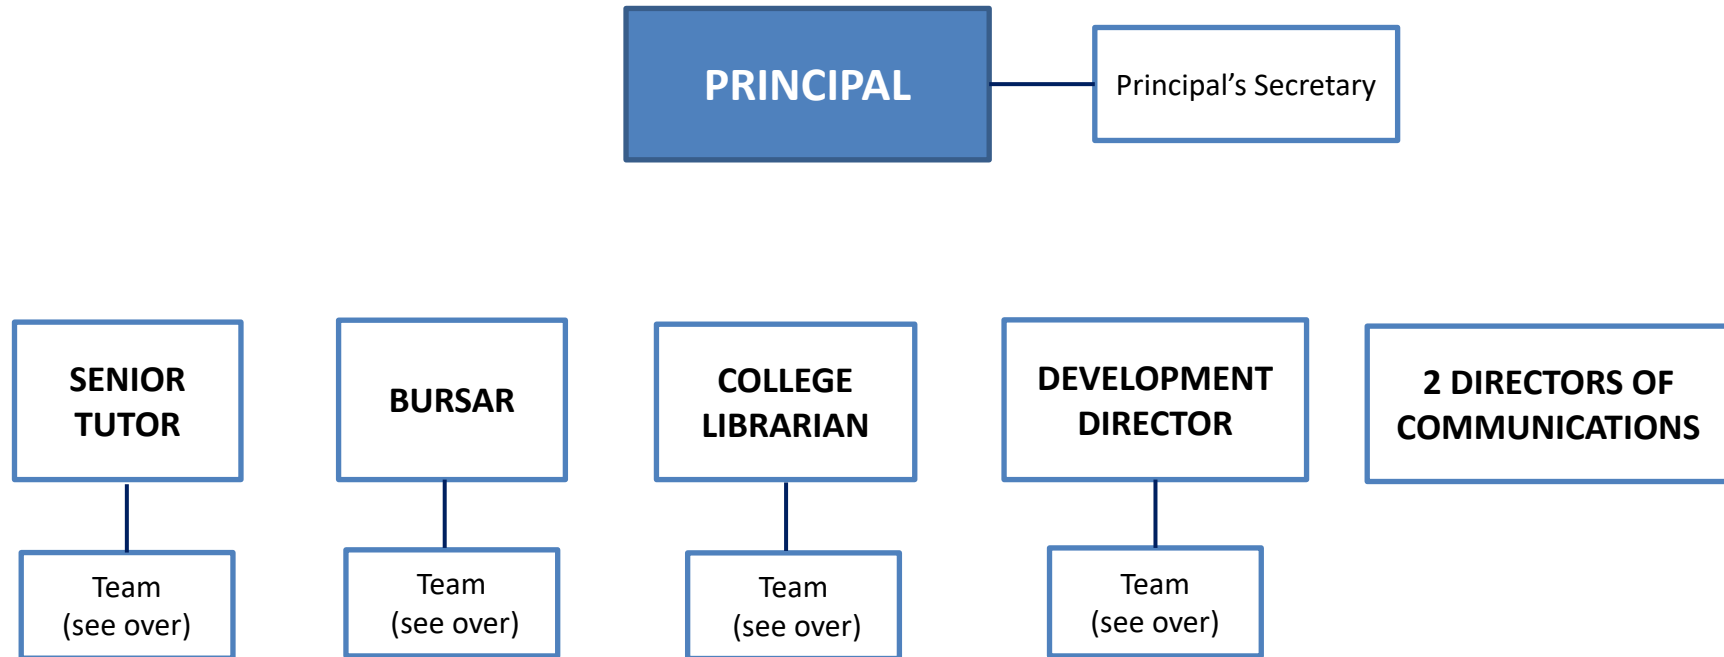 PRINCIPAL
Principal’s Secretary
SENIOR
TUTOR
BURSAR
COLLEGE
LIBRARIAN
DEVELOPMENT
DIRECTOR
2 DIRECTORS OF
COMMUNICATIONS
Team
(see over)
Team
(see over)
Team
(see over)
Team
(see over)